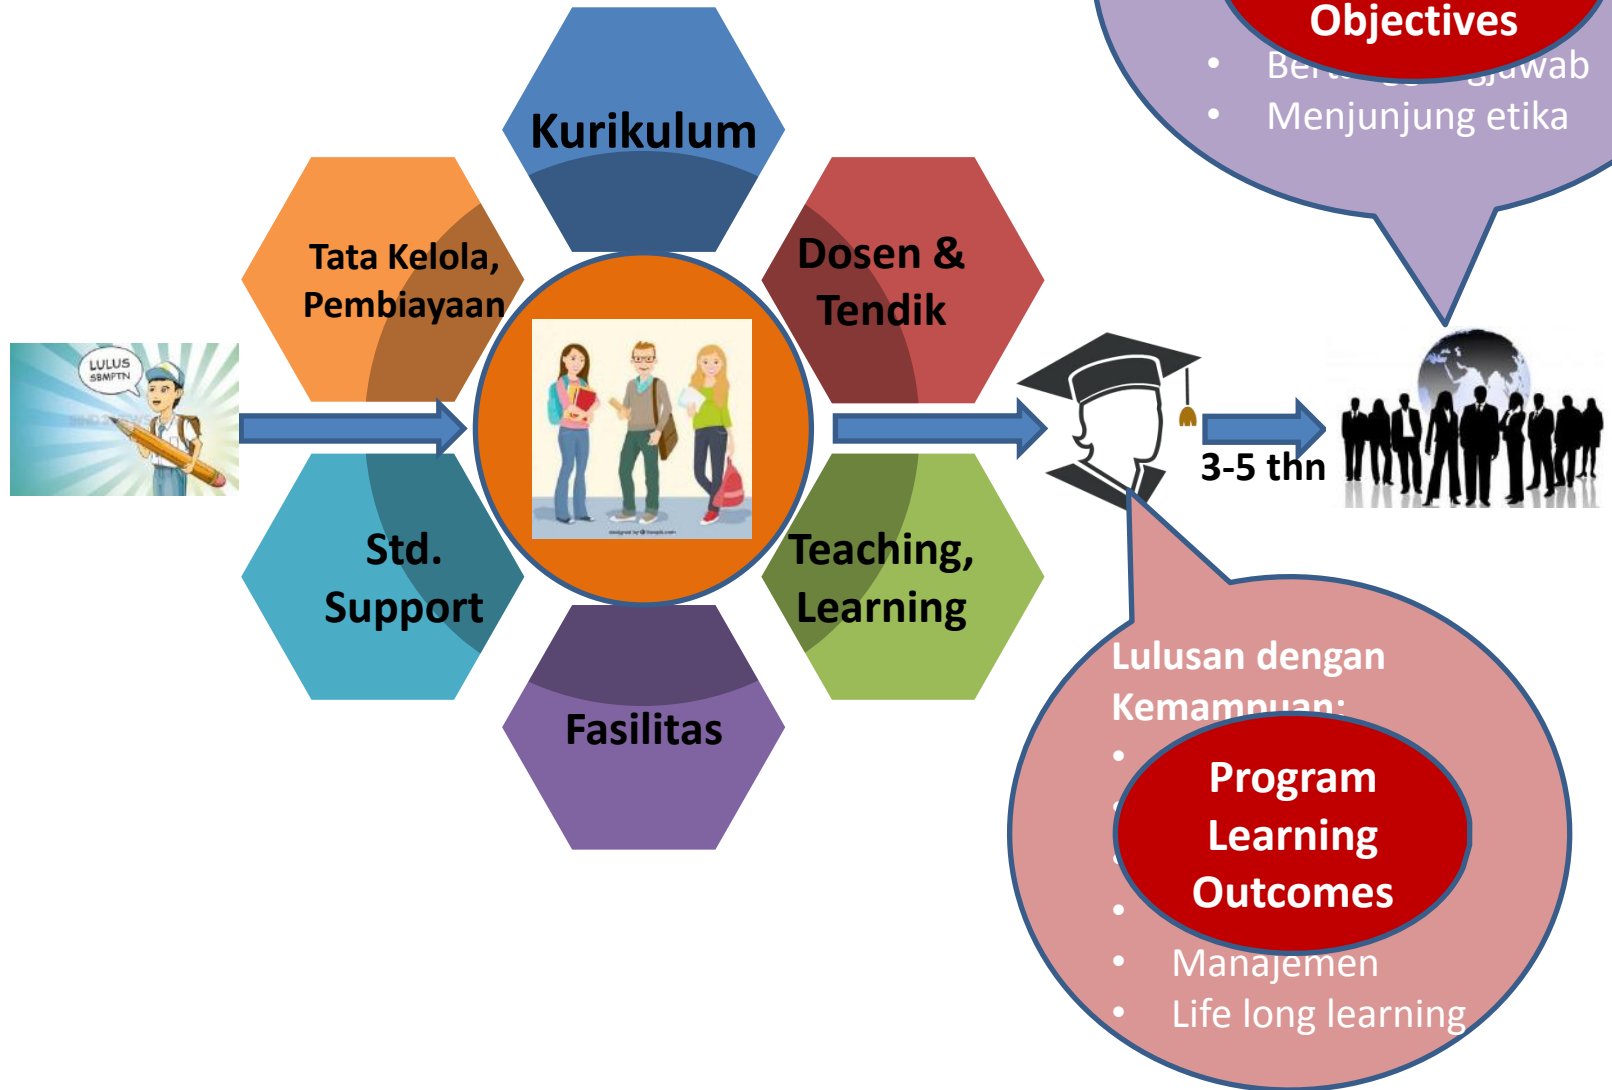 Objectives
Menjunjung etika
Kurikulum
Tata Kelola,
Pembiayaan
Dosen &
Tendik
LULUS
SBMPTN
3-5 thn
Std.
Support
Teaching,
Learning
Fasilitas
Lulusan dengan
Kemampuan:
Program
Learning
Outcomes
Manajemen
Life long learning